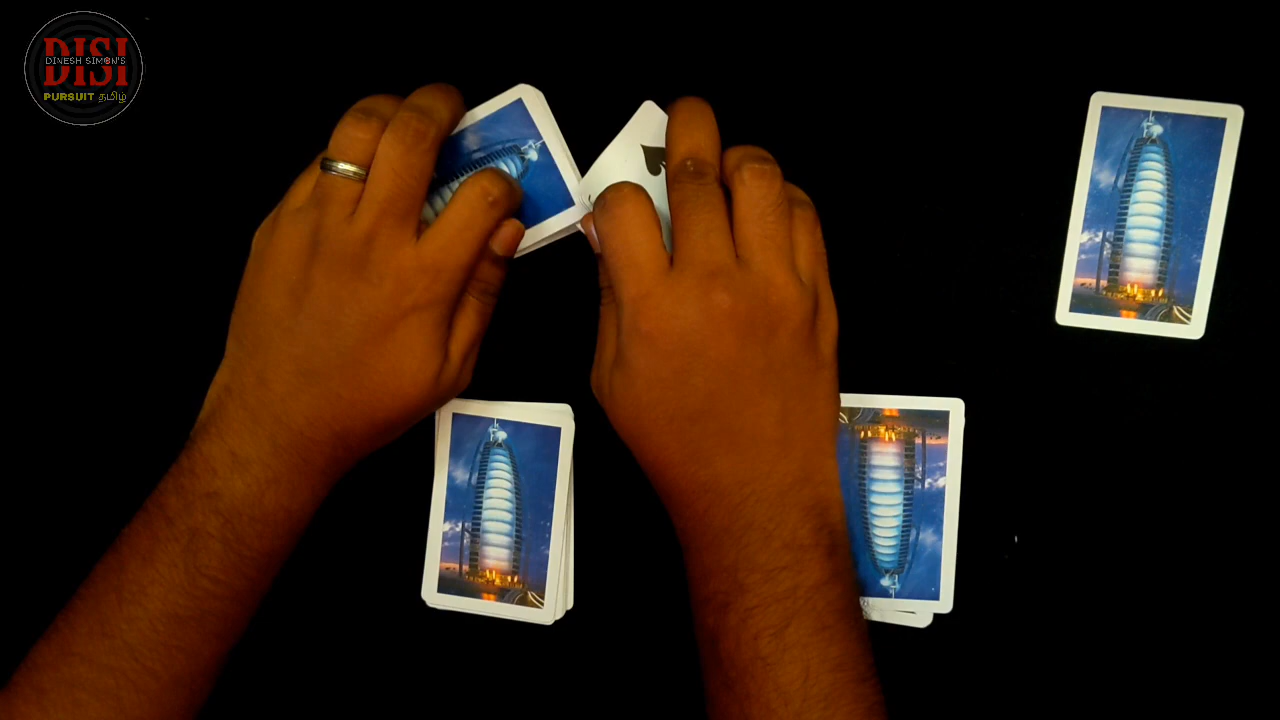 DISI
DINESH SIMON'S
PURSUIT தமிழ்